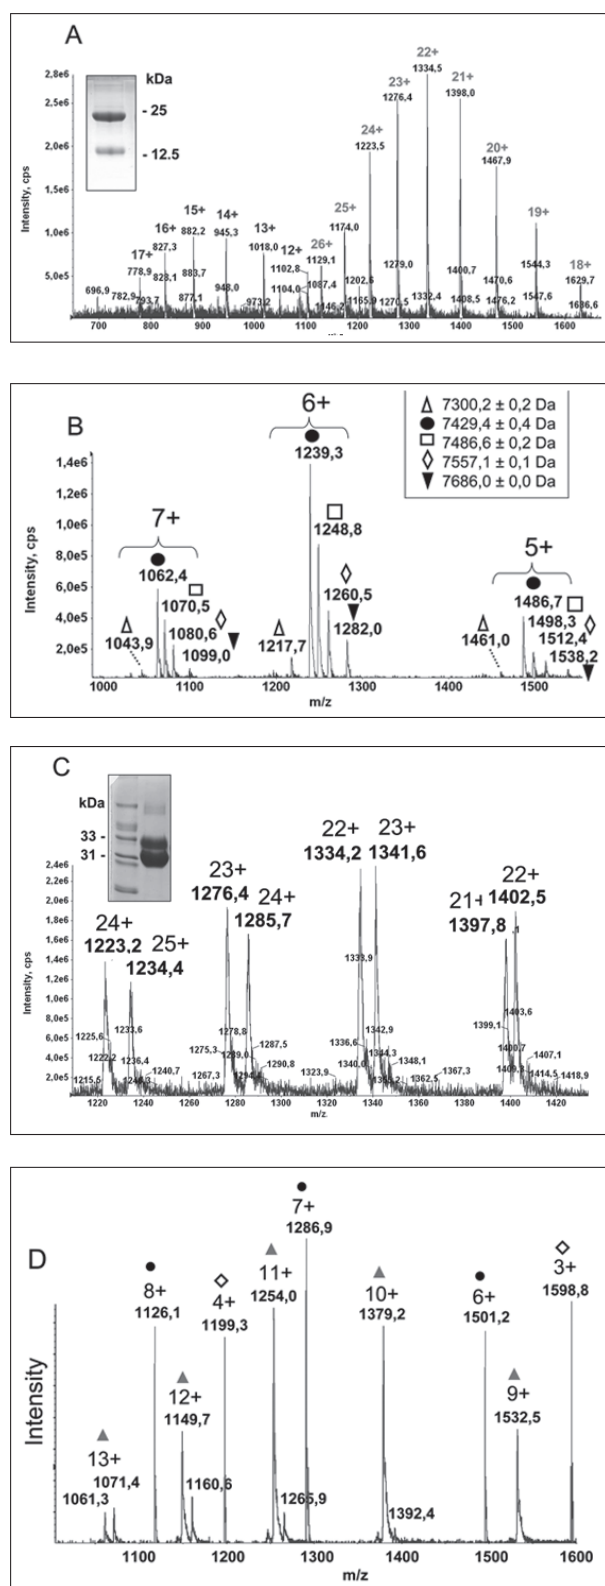 A
2,8e6
2,5e6
2,0e6
1,5e6
1,0e6
5,0e5
Intensity, cps
kDa
- 25
- 12.5
17+
778,9
16+
827,3
15+
882,2
14+
945,3
13+
1018,0
12+
1102,8
26+
1129,1
25+
1174,0
24+
1223,5
23+
1276,4
22+
1334,5
21+
1398,0
20+
1467,9
19+
18+
1629,7
696,9
782,9
793,7
828,1
883,7
877,1
948,0
973,2
1104,0
1087,4
1146,2
1202,6
1165,9
1279,0
1270,5
1332,4
1400,7
1408,5
1470,6
1476,2
1544,3
1547,6
1636,6
700 800 900 1000 1100 1200 1300 1400 1500 1600
B
1,4e6
1,2e6
1,0e6
8,0e5
6,0e5
4,0e5
2,0e5
Intensity, cps
7300,2 ± 0,2 Da
7429,4 ± 0,4 Da
7486,6 ± 0,2 Da
7557,1 ± 0,1 Da
7686,0 ± 0,0 Da
7+
1062,4
1070,5
1080,6
1099,0
1043,9
6+
1239,3
1248,8
1260,5
1282,0
1217,7
5+
1486,7
1498,3
1512,4
1538,2
1461,0
1000 1100 1200 1300 1400 1500
m/z
C
kDa
33 -
31 -
2,4e6
2,2e6
2,0e6
1,8e6
1,6e6
1,4e6
1,2e6
1,0e6
8,0e5
6,0e5
4,0e5
2,0e5
Intensity, cps
24+
1223,2
25+
1234,4
23+
1276,4
24+
1285,7
22+
1334,2
23+
1341,6
21+
1397,8
22+
1402,5
1225,6
1222,2
1215,5
1233,6
1236,4
1240,7
1267,3
1275,3
1278,8
1287,5
1290,8
1323,9
1333,9
1336,6
1340,0
1342,9
1344,3
1348,1
1362,5
1367,3
1399,1
1400,7
1403,6
1407,1
1414,5
1418,9
1220 1240 1260 1280 1300 1320 1340 1360 1380 1400 1420
m/z
D
Intensity
13+
1061,3
1071,4
8+
1126,1
12+
1149,7
1160,6
4+
1199,3
11+
1254,0
1265,9
7+
1286,9
10+
1379,2
1392,4
6+
1501,2
9+
1532,5
3+
1598,8
1100 1200 1300 1400 1500 1600
m/z